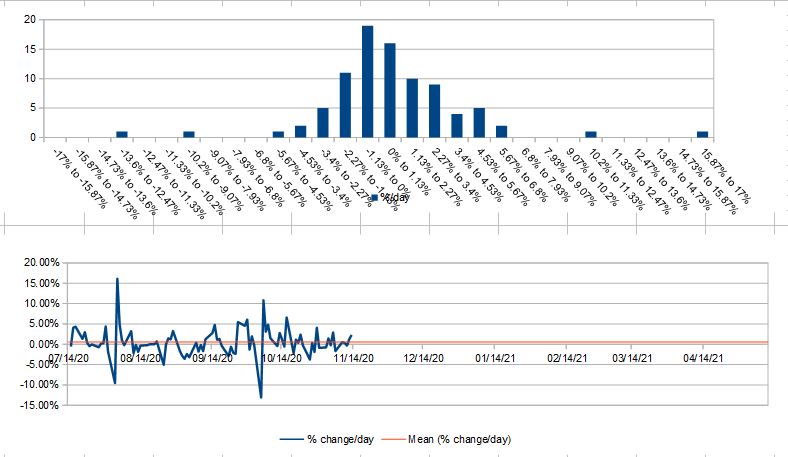 20
15
10
5
0
-17% to -15.87%
-15.87% to -14.73%
-14.73% to -13.6%
-13.6% to -12.47%
-12.47% to -11.33%
-11.33% to -10.2%
-10.2% to -9.07%
-9.07% to -7.93%
-7.93% to -6.8%
-6.8% to -5.67%
-5.67% to -4.53%
-4.53% to -3.4%
-3.4% to -2.27%
-2.27% to -1.13%
-1.13% to 0%
0% to 1.13%
1.13% to 2.27%
2.27% to 3.4%
3.4% to 4.53%
4.53% to 5.67%
5.67% to 6.8%
6.8% to 7.93%
7.93% to 9.07%
9.07% to 10.2%
10.2% to 11.33%
11.33% to 12.47%
12.47% to 13.6%
13.6% to 14.73%
14.73% to 15.87%
15.87% to 17%
20.00%
15.00%
10.00%
5.00%
0.00%
-5.00%
-10.00%
-15.00%
07/14/20 08/14/20 09/14/20 10/14/20 11/14/20 12/14/20 01/14/21 02/14/21 03/14/21 04/14/21
% change/day Mean (% change/day)